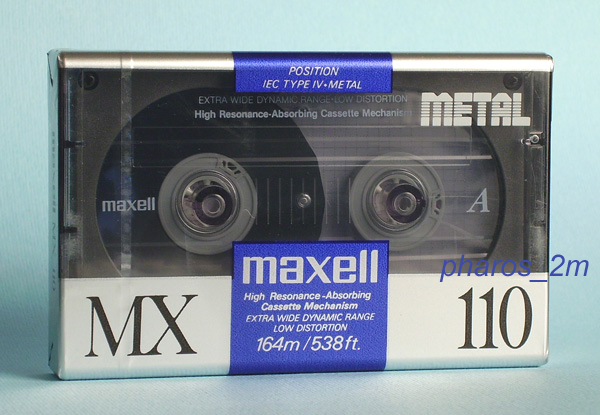 POSITION
IEC TYPE IV•METAL
EXTRA WIDE DYNAMIC RANGE•LOW DISTORTION
High Resonance-Absorbing Cassette Mechanism
METAL
maxell
A
maxell
pharos_2m
High Resonance-Absorbing
Cassette Mechanism
EXTRA WIDE DYNAMIC RANGE
LOW DISTORTION
164m/538ft.
MX
110